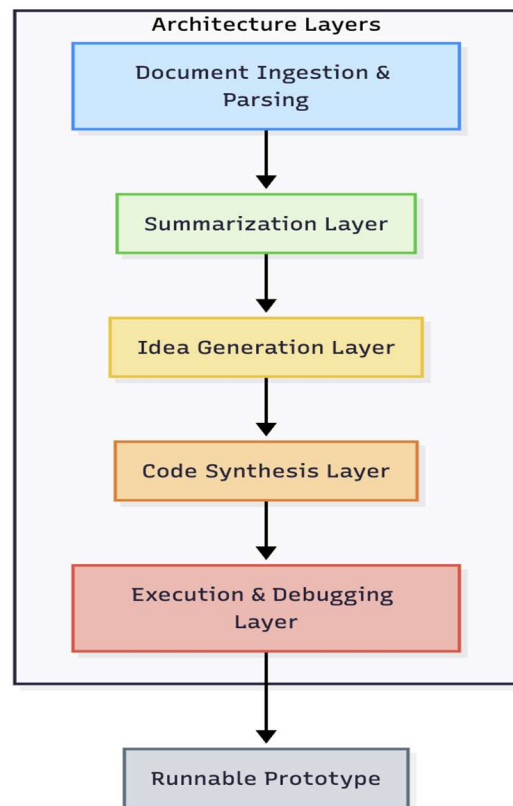 Architecture Layers
Document Ingestion &
Parsing
Summarization Layer
Idea Generation Layer
Code Synthesis Layer
Execution & Debugging
Layer
Runnable Prototype